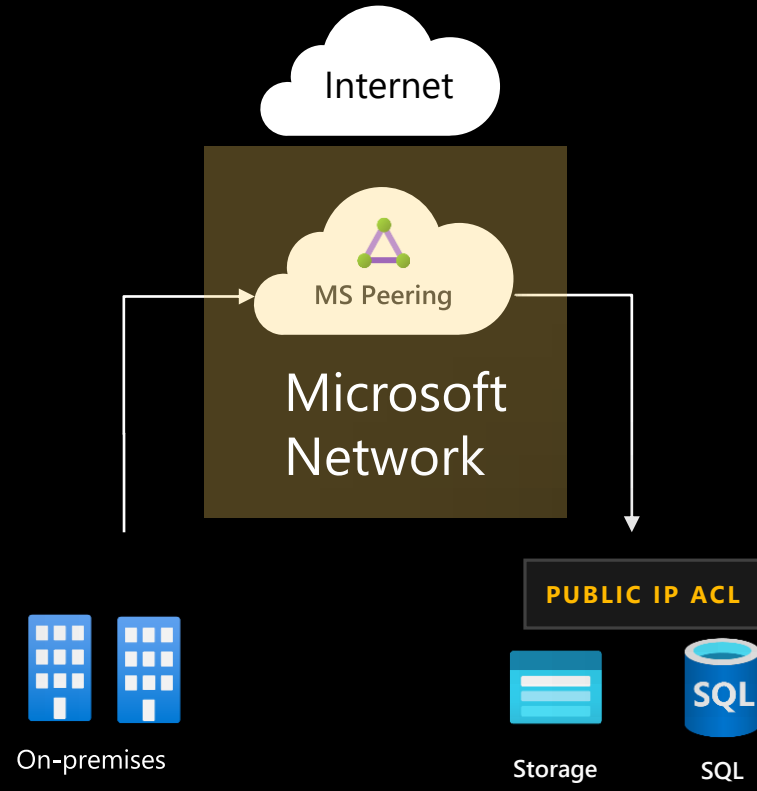 Internet
MS Peering
Microsoft
Network
PUBLIC IP ACL
SQL
On-premises
Storage
SQL